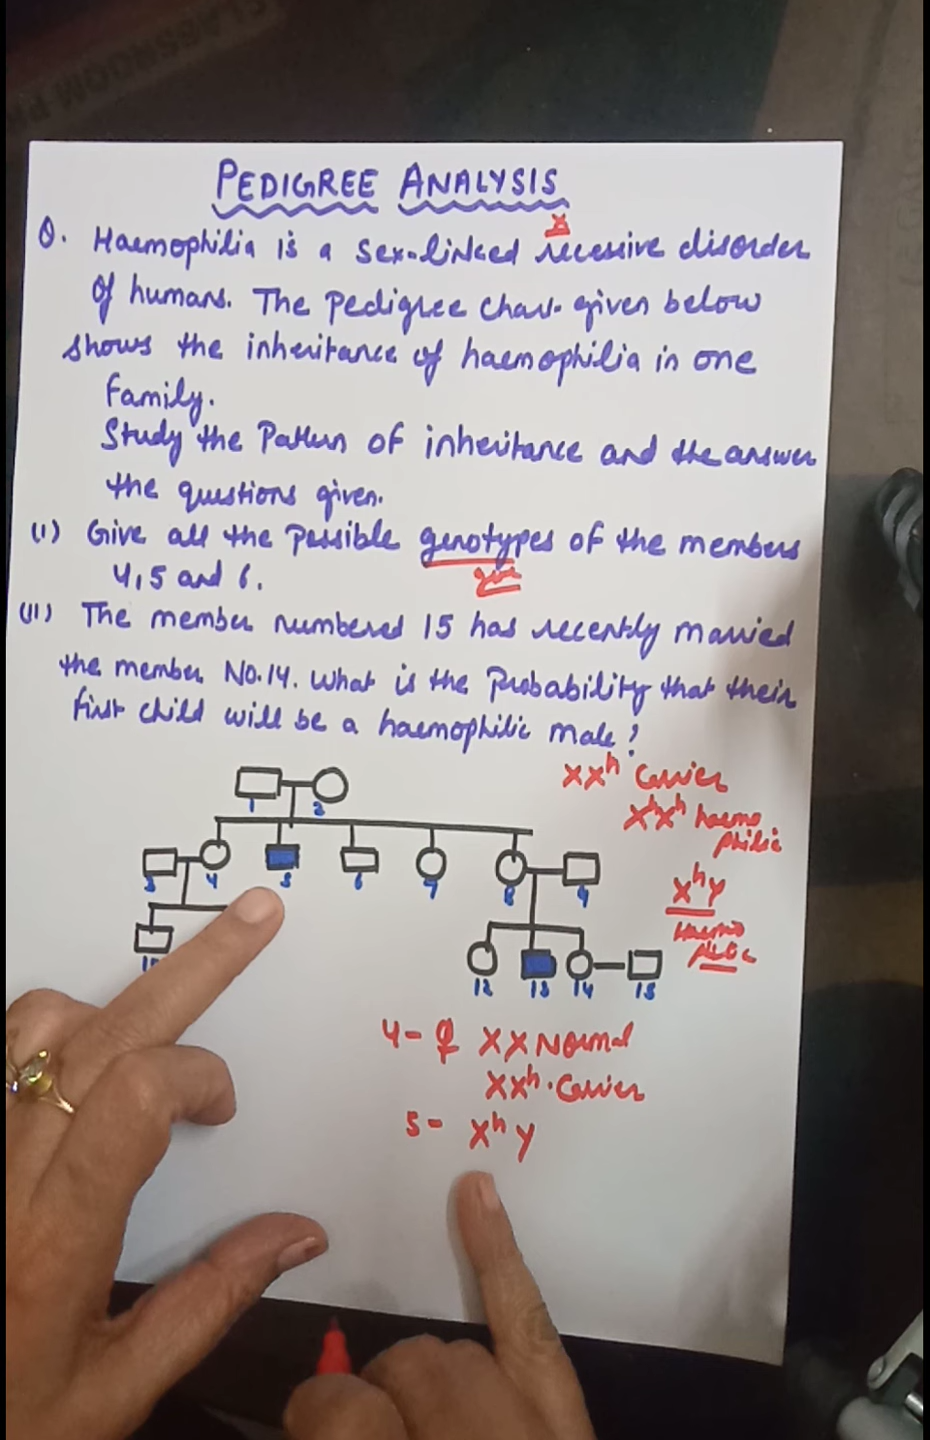 PEDIGREE ANALYSIS
X
Q. Haemophilia is a sex-linked recessive disorder
of humans. The pedigree chart given below
shows the inheritance of haemophilia in one
family.
Study the Pattern of inheritance and the answer
the questions given.
(I) Give all the possible genotypes of the members
4,5 and 6.
(II) The member numbered 15 has recently married
the member No.14. What is the Probability that their
first child will be a haemophilic male?
XXʰ Carrier
XʰXʰ haemo
philic
1 2
3 4 5 6 7 8 9
XʰY
Haemo
philic
12 13 14 15
4- ♀ XX Normal
XXʰ. Carrier
5- XʰY